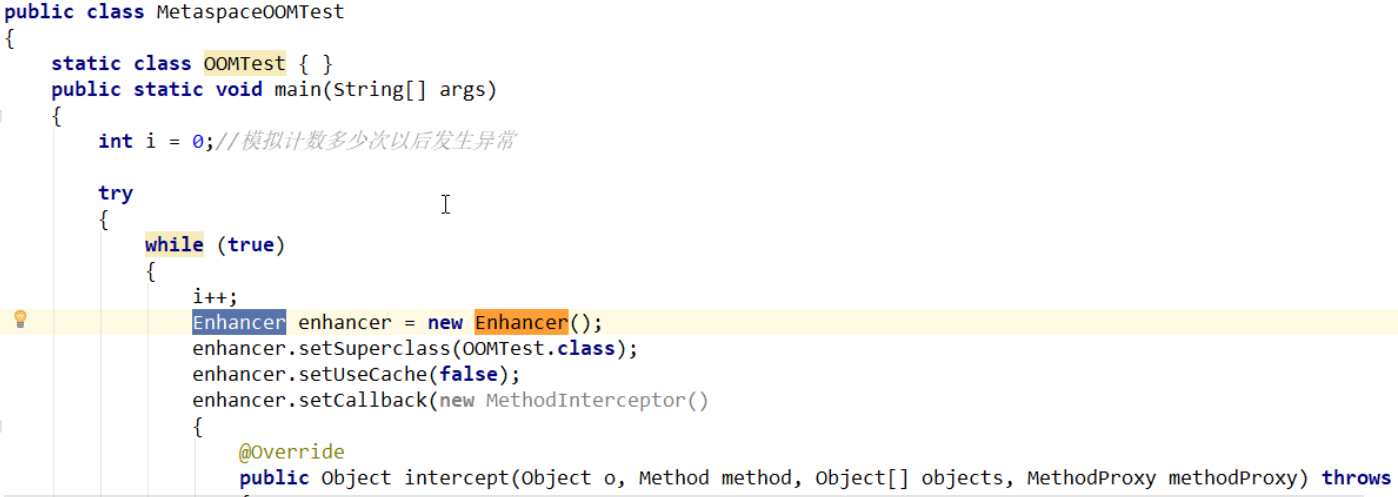 public class MetaspaceOOMTest
{
static class OOMTest { }
public static void main(String[] args)
{
int i = 0;//模拟计数多少次以后发生异常
try
{
while (true)
{
i++;
Enhancer enhancer = new Enhancer();
enhancer.setSuperclass(OOMTest.class);
enhancer.setUseCache(false);
enhancer.setCallback(new MethodInterceptor()
{
@Override
public Object intercept(Object o, Method method, Object[] objects, MethodProxy methodProxy) throws